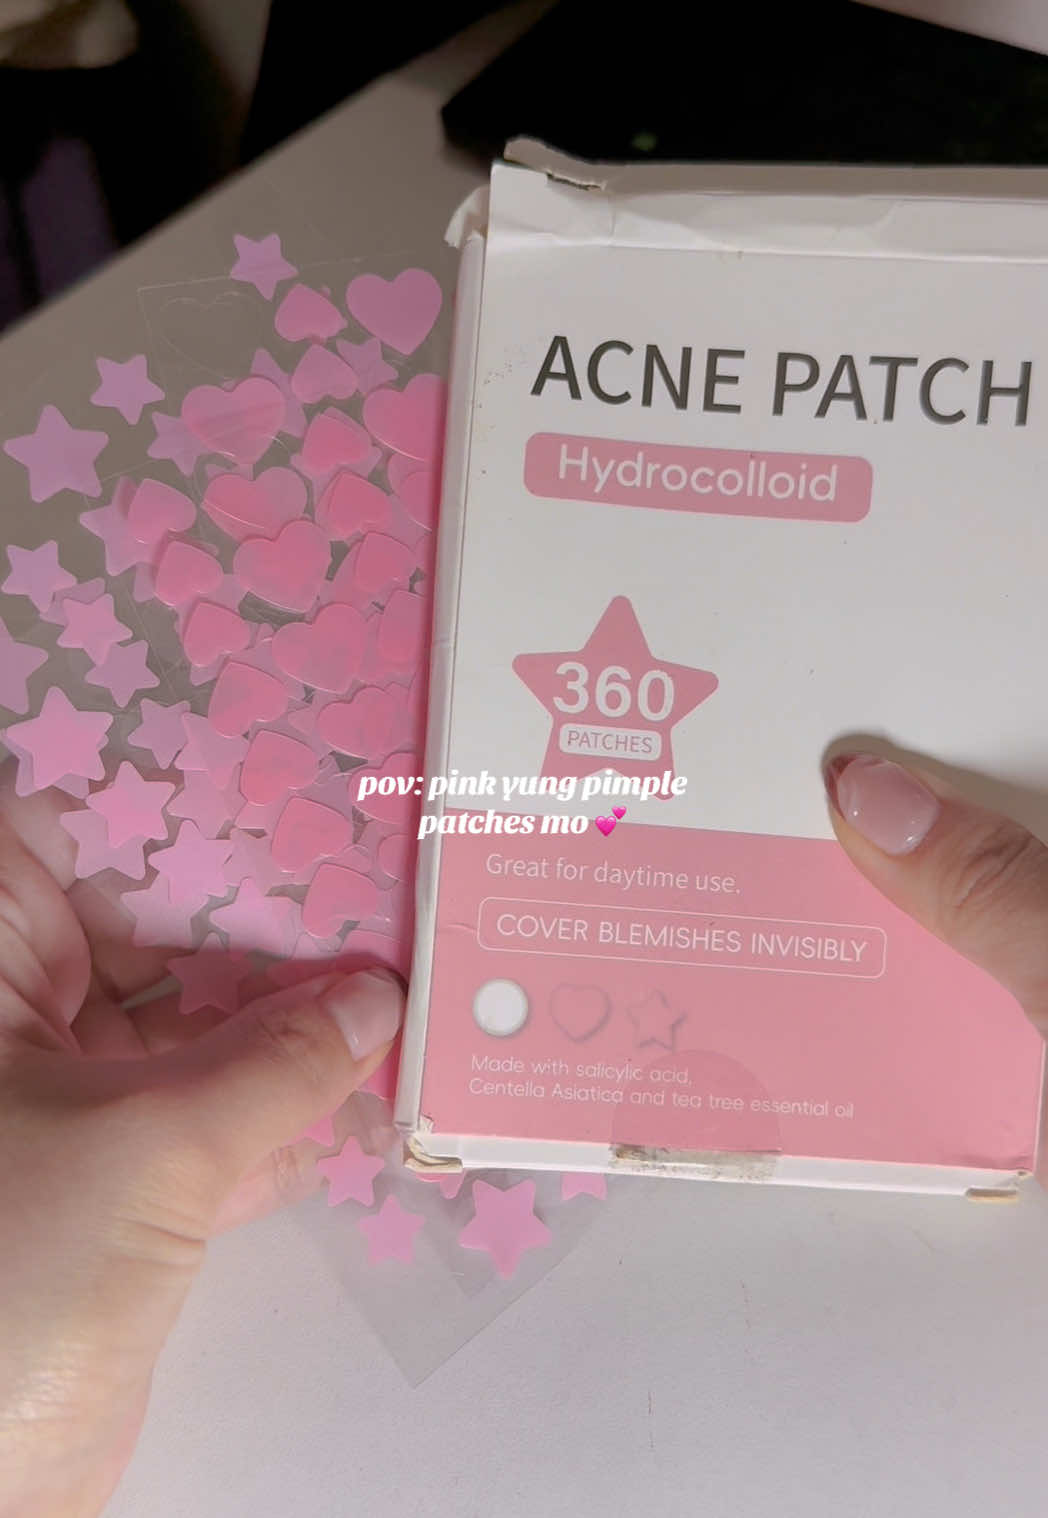 ACNE PATCH
Hydrocolloid
360
PATCHES
pov: pink yung pimple
patches mo 💕
Great for daytime use.
COVER BLEMISHES INVISIBLY
Made with salicylic acid,
Centella Asiatica and tea tree essential oil